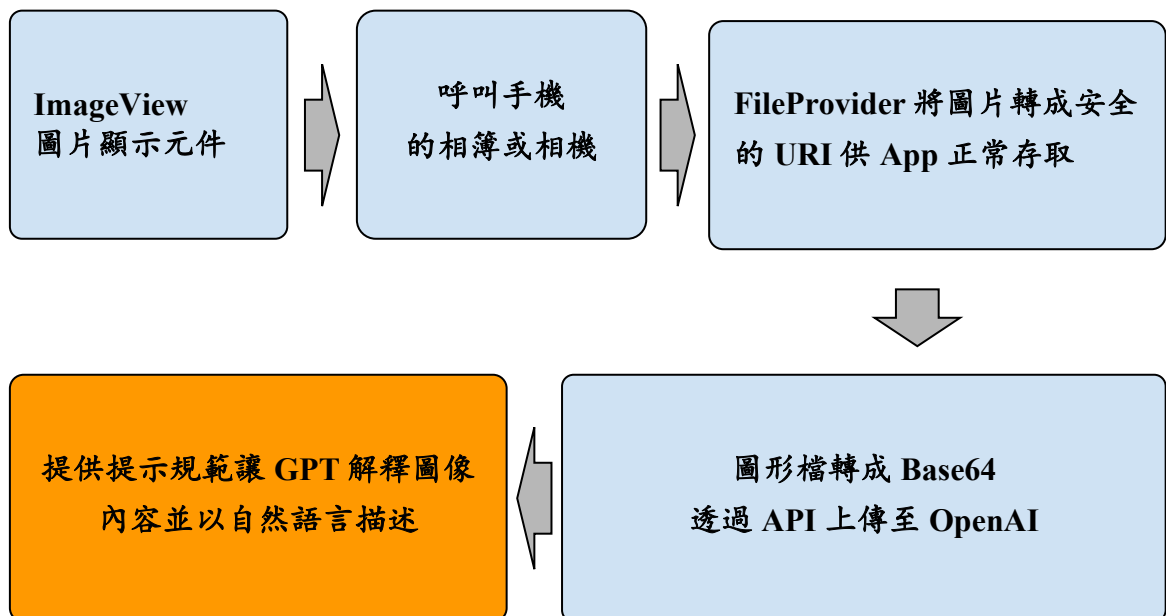 ImageView
圖片顯示元件
呼叫手機
的相簿或相機
FileProvider 將圖片轉成安全
的 URI 供 App 正常存取
圖形檔轉成 Base64
透過 API 上傳至 OpenAI
提供提示規範讓 GPT 解釋圖像
內容並以自然語言描述